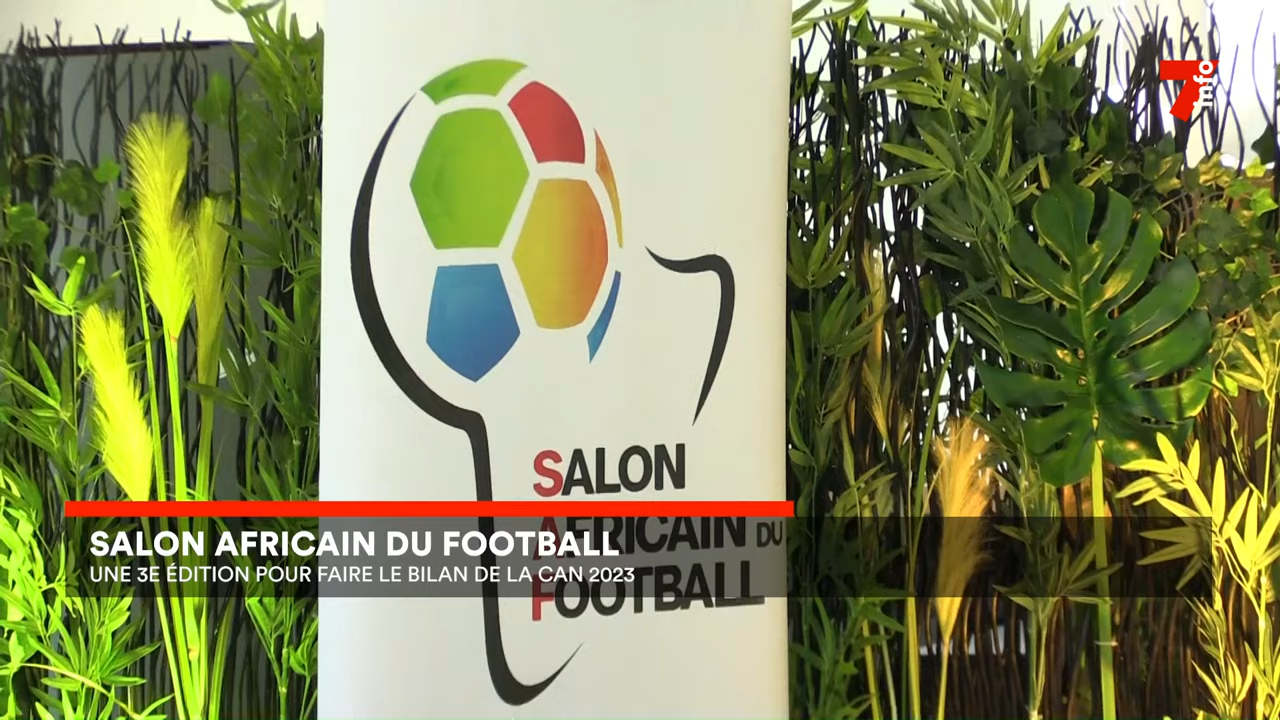 7info
SALON
AFRICAIN DU
FOOTBALL
SALON AFRICAIN DU FOOTBALL
UNE 3E ÉDITION POUR FAIRE LE BILAN DE LA CAN 2023